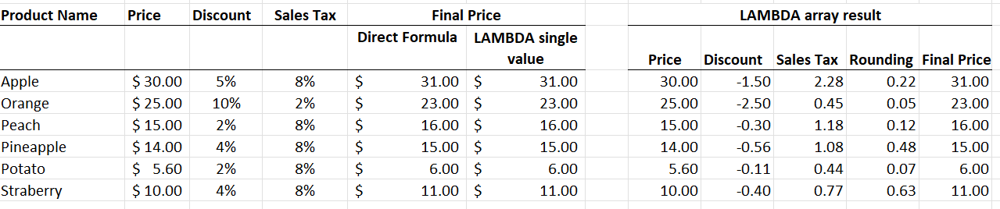 Product Name Price Discount Sales Tax Final Price LAMBDA array result
Direct Formula LAMBDA single
value Price Discount Sales Tax Rounding Final Price
Apple $ 30.00 5% 8% $ 31.00 $ 31.00 30.00 -1.50 2.28 0.22 31.00
Orange $ 25.00 10% 2% $ 23.00 $ 23.00 25.00 -2.50 0.45 0.05 23.00
Peach $ 15.00 2% 8% $ 16.00 $ 16.00 15.00 -0.30 1.18 0.12 16.00
Pineapple $ 14.00 4% 8% $ 15.00 $ 15.00 14.00 -0.56 1.08 0.48 15.00
Potato $ 5.60 2% 8% $ 6.00 $ 6.00 5.60 -0.11 0.44 0.07 6.00
Straberry $ 10.00 4% 8% $ 11.00 $ 11.00 10.00 -0.40 0.77 0.63 11.00